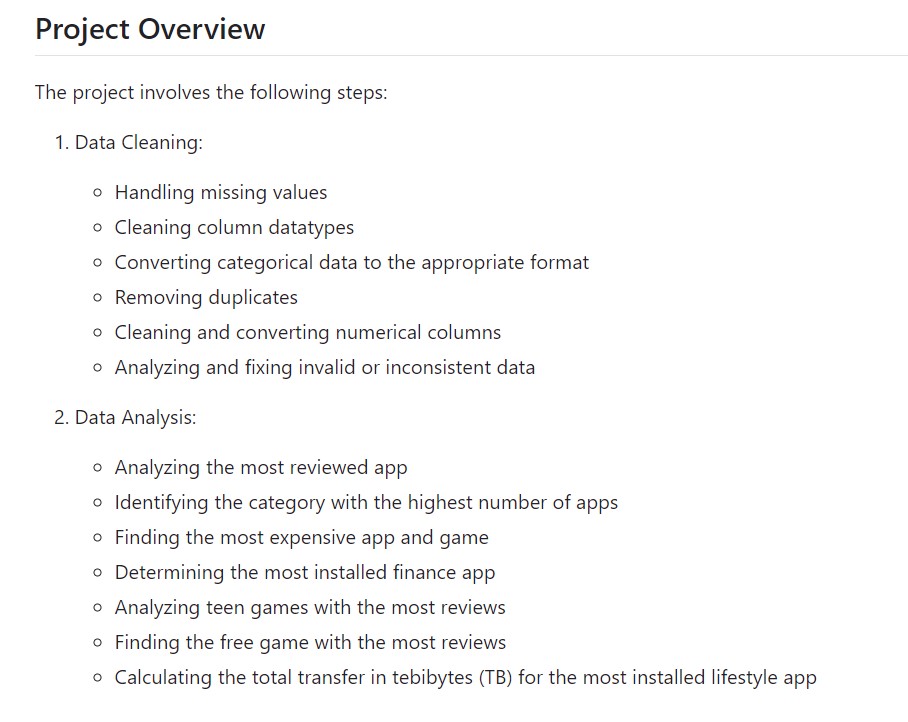 Project Overview
The project involves the following steps:
1. Data Cleaning:
Handling missing values
Cleaning column datatypes
Converting categorical data to the appropriate format
Removing duplicates
Cleaning and converting numerical columns
Analyzing and fixing invalid or inconsistent data
2. Data Analysis:
Analyzing the most reviewed app
Identifying the category with the highest number of apps
Finding the most expensive app and game
Determining the most installed finance app
Analyzing teen games with the most reviews
Finding the free game with the most reviews
Calculating the total transfer in tebibytes (TB) for the most installed lifestyle app